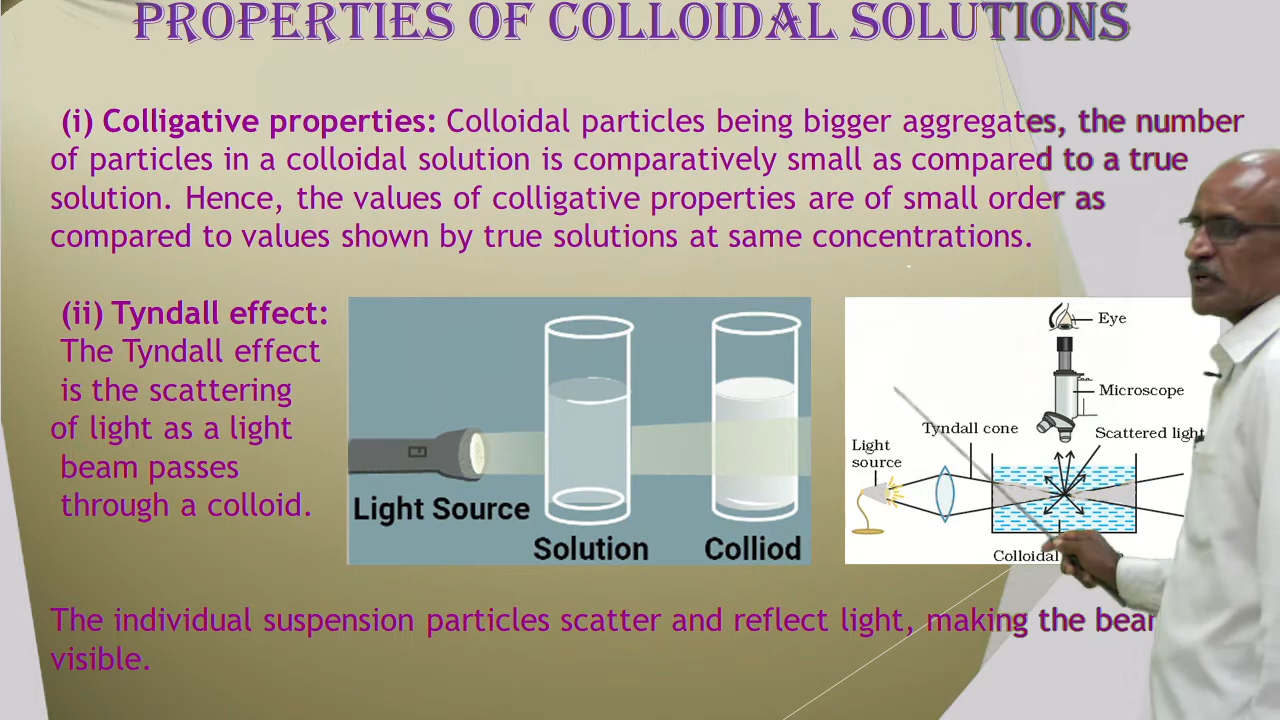 PROPERTIES OF COLLOIDAL SOLUTIONS
(i) Colligative properties: Colloidal particles being bigger aggregates, the number
of particles in a colloidal solution is comparatively small as compared to a true
solution. Hence, the values of colligative properties are of small order as
compared to values shown by true solutions at same concentrations.
(ii) Tyndall effect:
The Tyndall effect
is the scattering
of light as a light
beam passes
through a colloid.
Light Source
Solution
Colliod
Eye
Microscope
Tyndall cone
Scattered light
Light
source
Colloidal
The individual suspension particles scatter and reflect light, making the
visible.